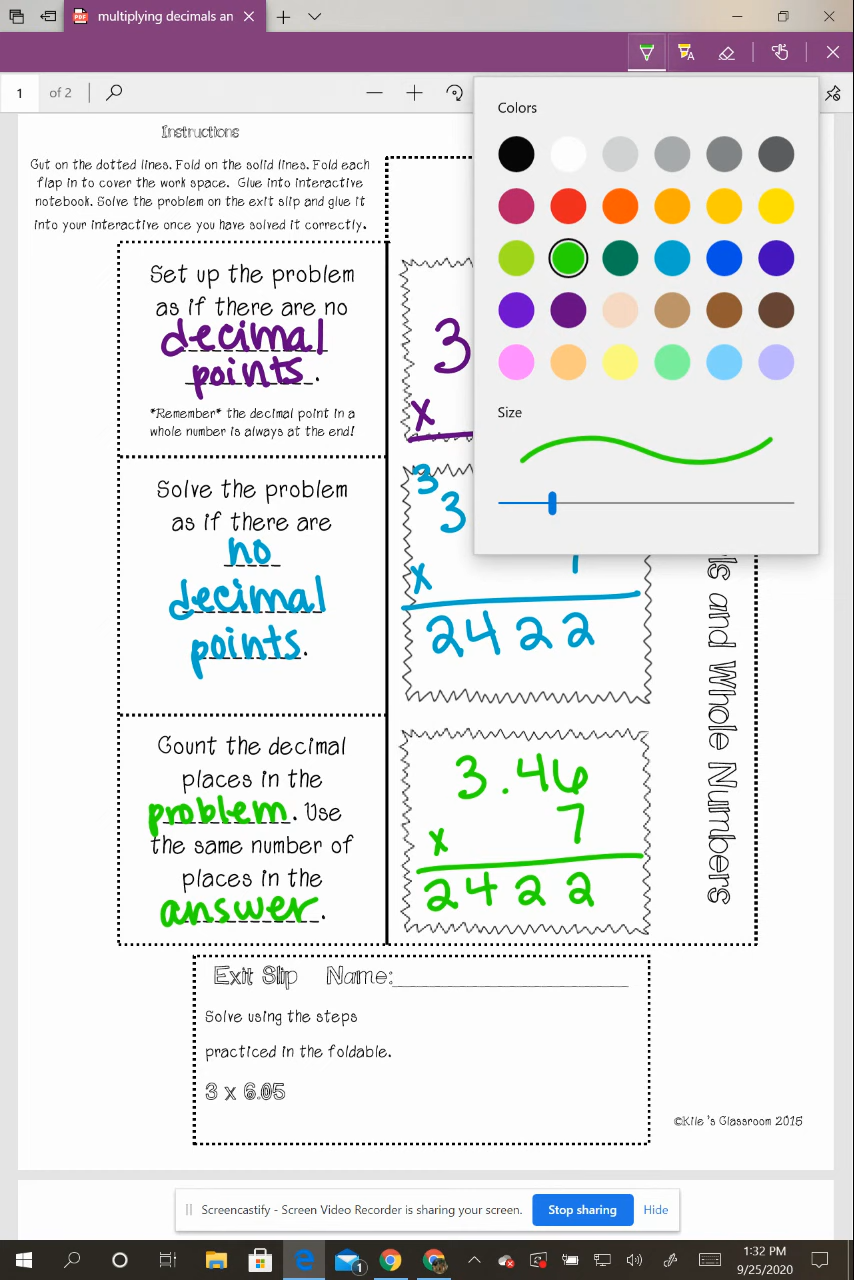 multiplying decimals an
1 of 2
Instructions
Cut on the dotted lines. Fold on the solid lines. Fold each
flap in to cover the work space. Glue into interactive
notebook. Solve the problem on the exit slip and glue it
into your interactive once you have solved it correctly.
Colors
Size
Set up the problem
as if there are no
decimal
points.
*Remember* the decimal point in a
whole number is always at the end!
3
x
Solve the problem
as if there are
no
decimal
points.
3
3
x
2422
Count the decimal
places in the
problem. Use
the same number of
places in the
answer.
3.46
x 7
2422
ls and Whole Numbers
Exit Slip Name:
Solve using the steps
practiced in the foldable.
3 x 6.05
©Kile's Classroom 2015
Screencastify - Screen Video Recorder is sharing your screen.
Stop sharing
Hide
1
1:32 PM
9/25/2020